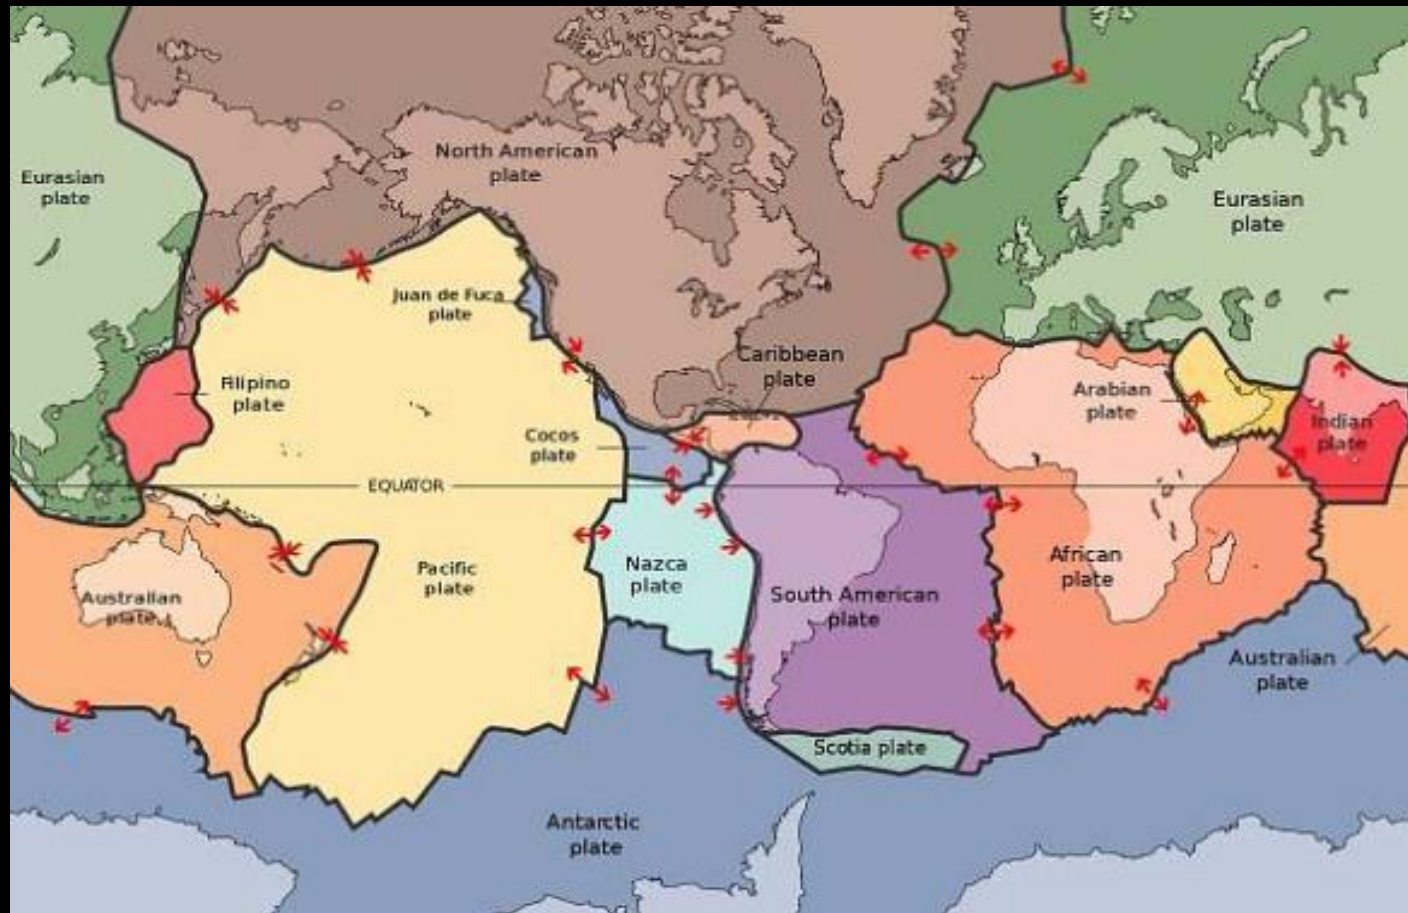 North American
plate
Eurasian
plate
Eurasian
plate
Juan de Fuca
plate
Caribbean
plate
Filipino
plate
Arabian
plate
Indian
plate
Cocos
plate
EQUATOR
Pacific
plate
Nazca
plate
South American
plate
African
plate
Australian
plate
Australian
plate
Scotia plate
Antarctic
plate